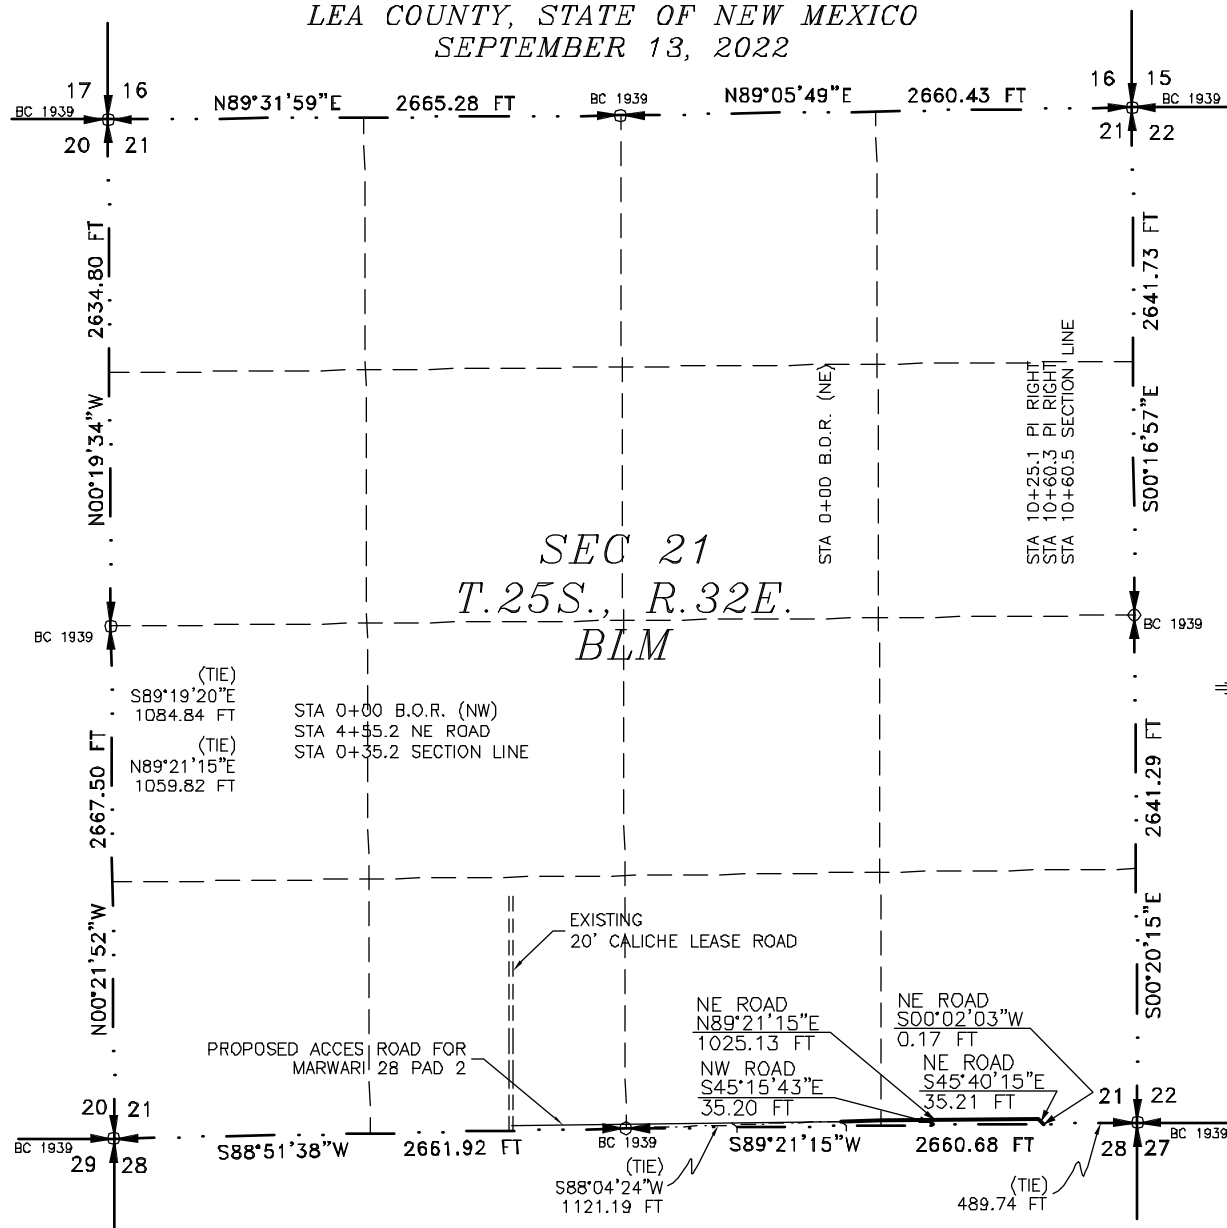 LEA COUNTY, STATE OF NEW MEXICO
SEPTEMBER 13, 2022
17 16
BC 1939
20 21
N89°31'59"E 2665.28 FT
BC 1939
N89°05'49"E 2660.43 FT
16 15
BC 1939
21 22
2634.80 FT
N00°19'34"W
2641.73 FT
S00°16'57"E
STA 0+00 B.O.R. (NE)
STA 10+25.1 PI RIGHT
STA 10+60.3 PI RIGHT
STA 10+60.5 SECTION LINE
SEC 21
T.25S., R.32E.
BLM
BC 1939
BC 1939
(TIE)
S89°19'20"E
1084.84 FT
(TIE)
N89°21'15"E
1059.82 FT
STA 0+00 B.O.R. (NW)
STA 4+55.2 NE ROAD
STA 0+35.2 SECTION LINE
2667.50 FT
N00°21'52"W
2641.29 FT
S00°20'15"E
EXISTING
20' CALICHE LEASE ROAD
PROPOSED ACCES ROAD FOR
MARWARI 28 PAD 2
NE ROAD
N89°21'15"E
1025.13 FT
NW ROAD
S45°15'43"E
35.20 FT
NE ROAD
S00°02'03"W
0.17 FT
NE ROAD
S45°40'15"E
35.21 FT
20 21
BC 1939
29 28
S88°51'38"W 2661.92 FT
BC 1939
S89°21'15"W 2660.68 FT
21 22
BC 1939
28 27
(TIE)
S88°04'24"W
1121.19 FT
(TIE)
489.74 FT